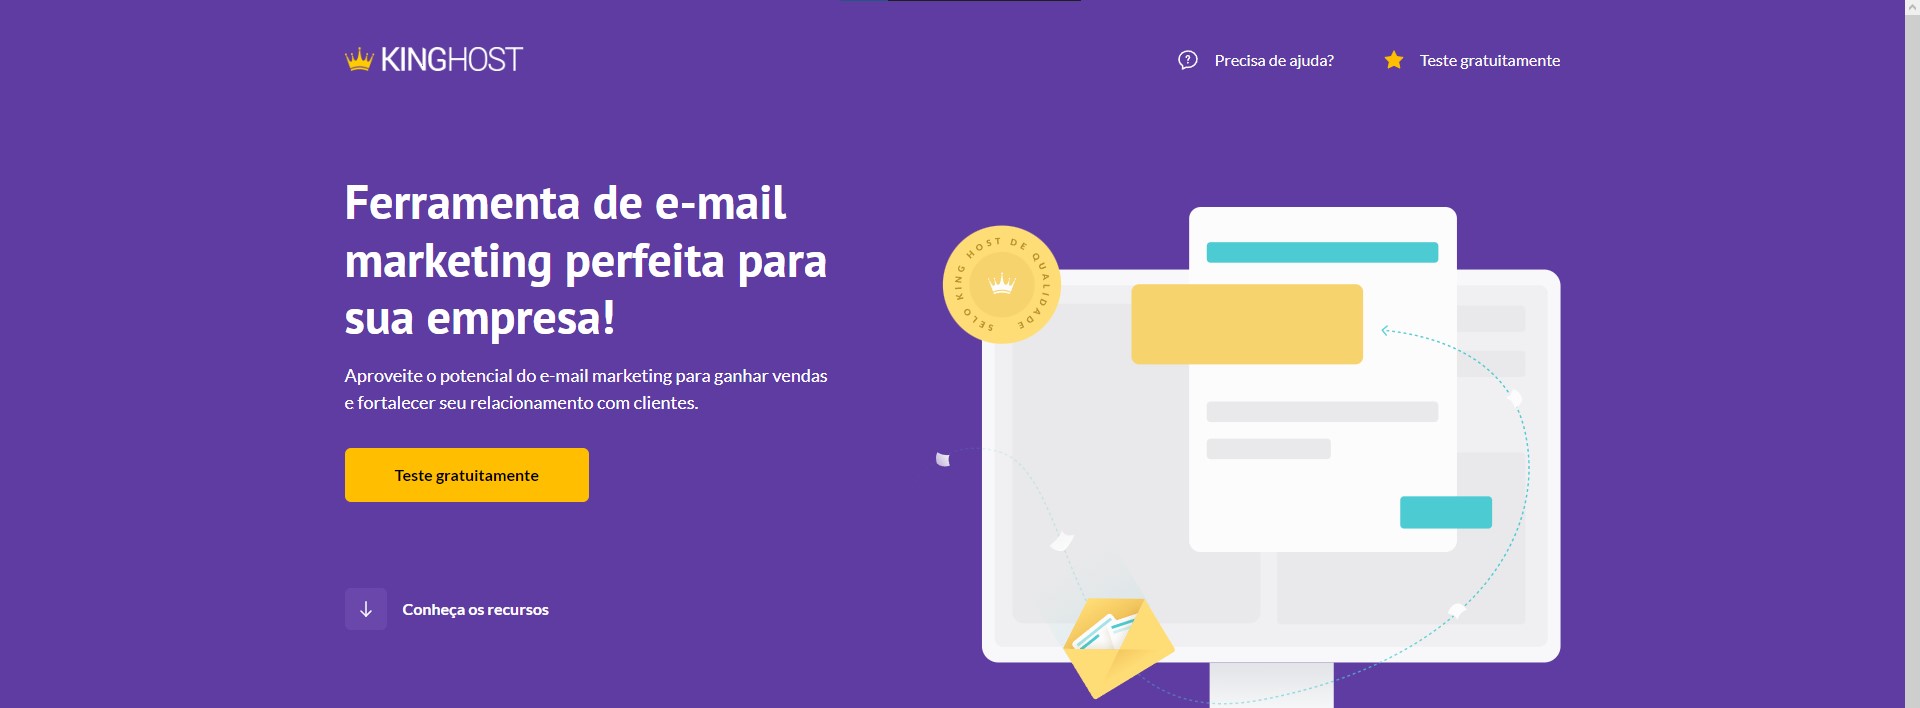 KINGHOST
Precisa de ajuda?
Teste gratuitamente
Ferramenta de e-mail
marketing perfeita para
sua empresa!
Aproveite o potencial do e-mail marketing para ganhar vendas
e fortalecer seu relacionamento com clientes.
Teste gratuitamente
Conheça os recursos
SELO KING HOST DE QUALIDADE